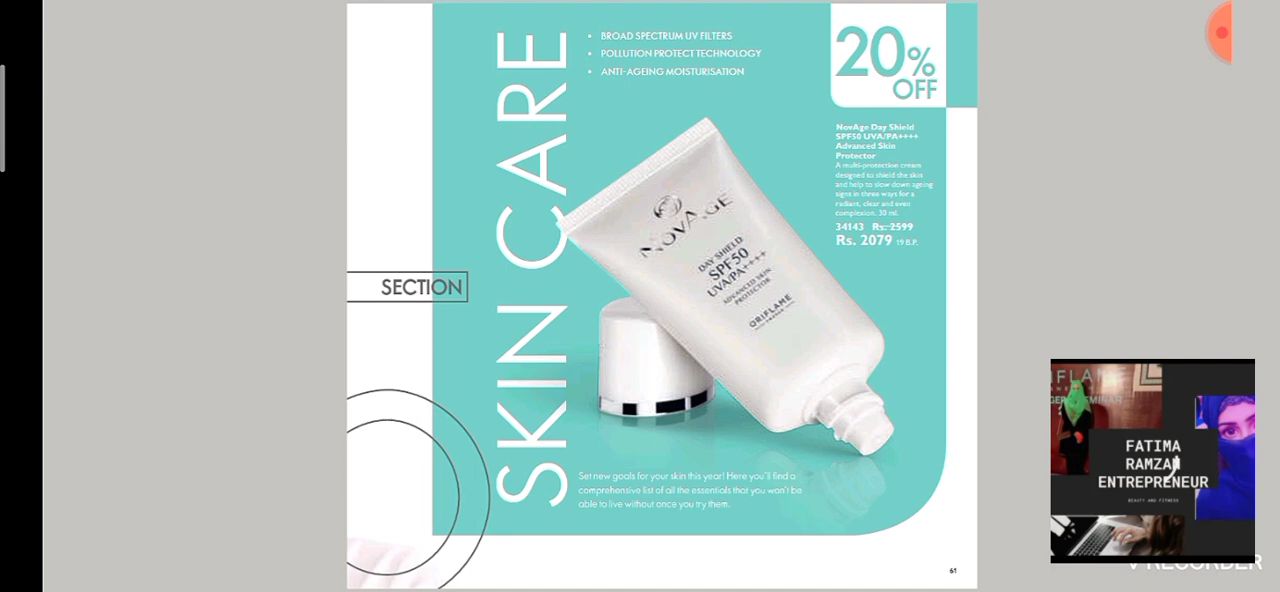 SKIN CARE
• BROAD SPECTRUM UV FILTERS
• POLLUTION PROTECT TECHNOLOGY
• ANTI-AGEING MOISTURISATION
20%
OFF
NovAge Day Shield
SPF50 UVA/PA++++
Advanced Skin
Protector
A multi-protection cream
designed to shield the skin
and help to slow down ageing
signs in three ways for a
radiant, clear and even
complexion. 30 ml.
34143 Rs. 2599
Rs. 2079 19 B.P.
NOVAGE
DAY SHIELD
SPF50
UVA/PA++++
ADVANCED SKIN
PROTECTOR
ORIFLAME
SWEDEN
SECTION
Set new goals for your skin this year! Here you'll find a
comprehensive list of all the essentials that you won't be
able to live without once you try them.
61
FATIMA
RAMZAN
ENTREPRENEUR
BEAUTY AND FITNESS
RECORDER